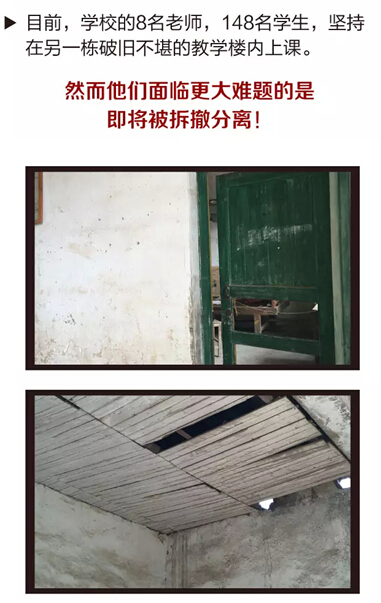 ▶ 目前，学校的8名老师，148名学生，坚持
在另一栋破旧不堪的教学楼内上课。
然而他们面临更大难题的是
即将被拆撤分离！